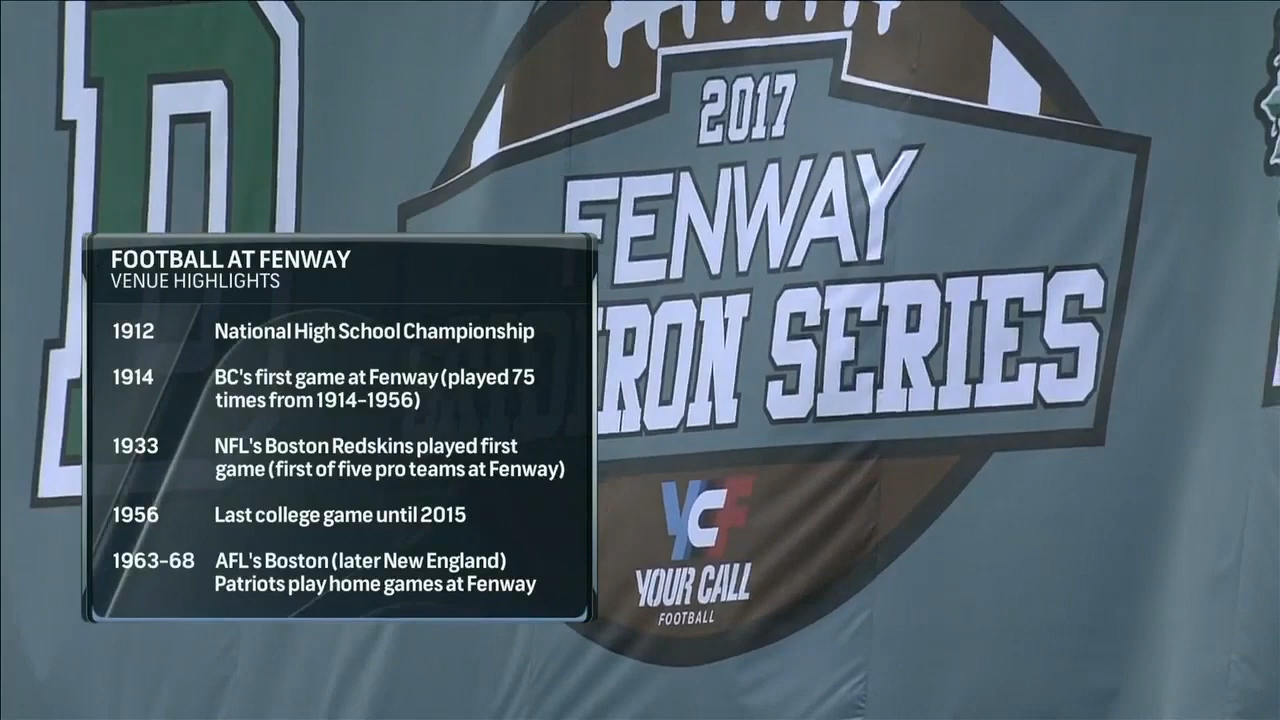 2017
FENWAY
IRON SERIES
YCF
YOUR CALL
FOOTBALL
FOOTBALL AT FENWAY
VENUE HIGHLIGHTS
1912 National High School Championship
1914 BC's first game at Fenway (played 75
times from 1914-1956)
1933 NFL's Boston Redskins played first
game (first of five pro teams at Fenway)
1956 Last college game until 2015
1963-68 AFL's Boston (later New England)
Patriots play home games at Fenway